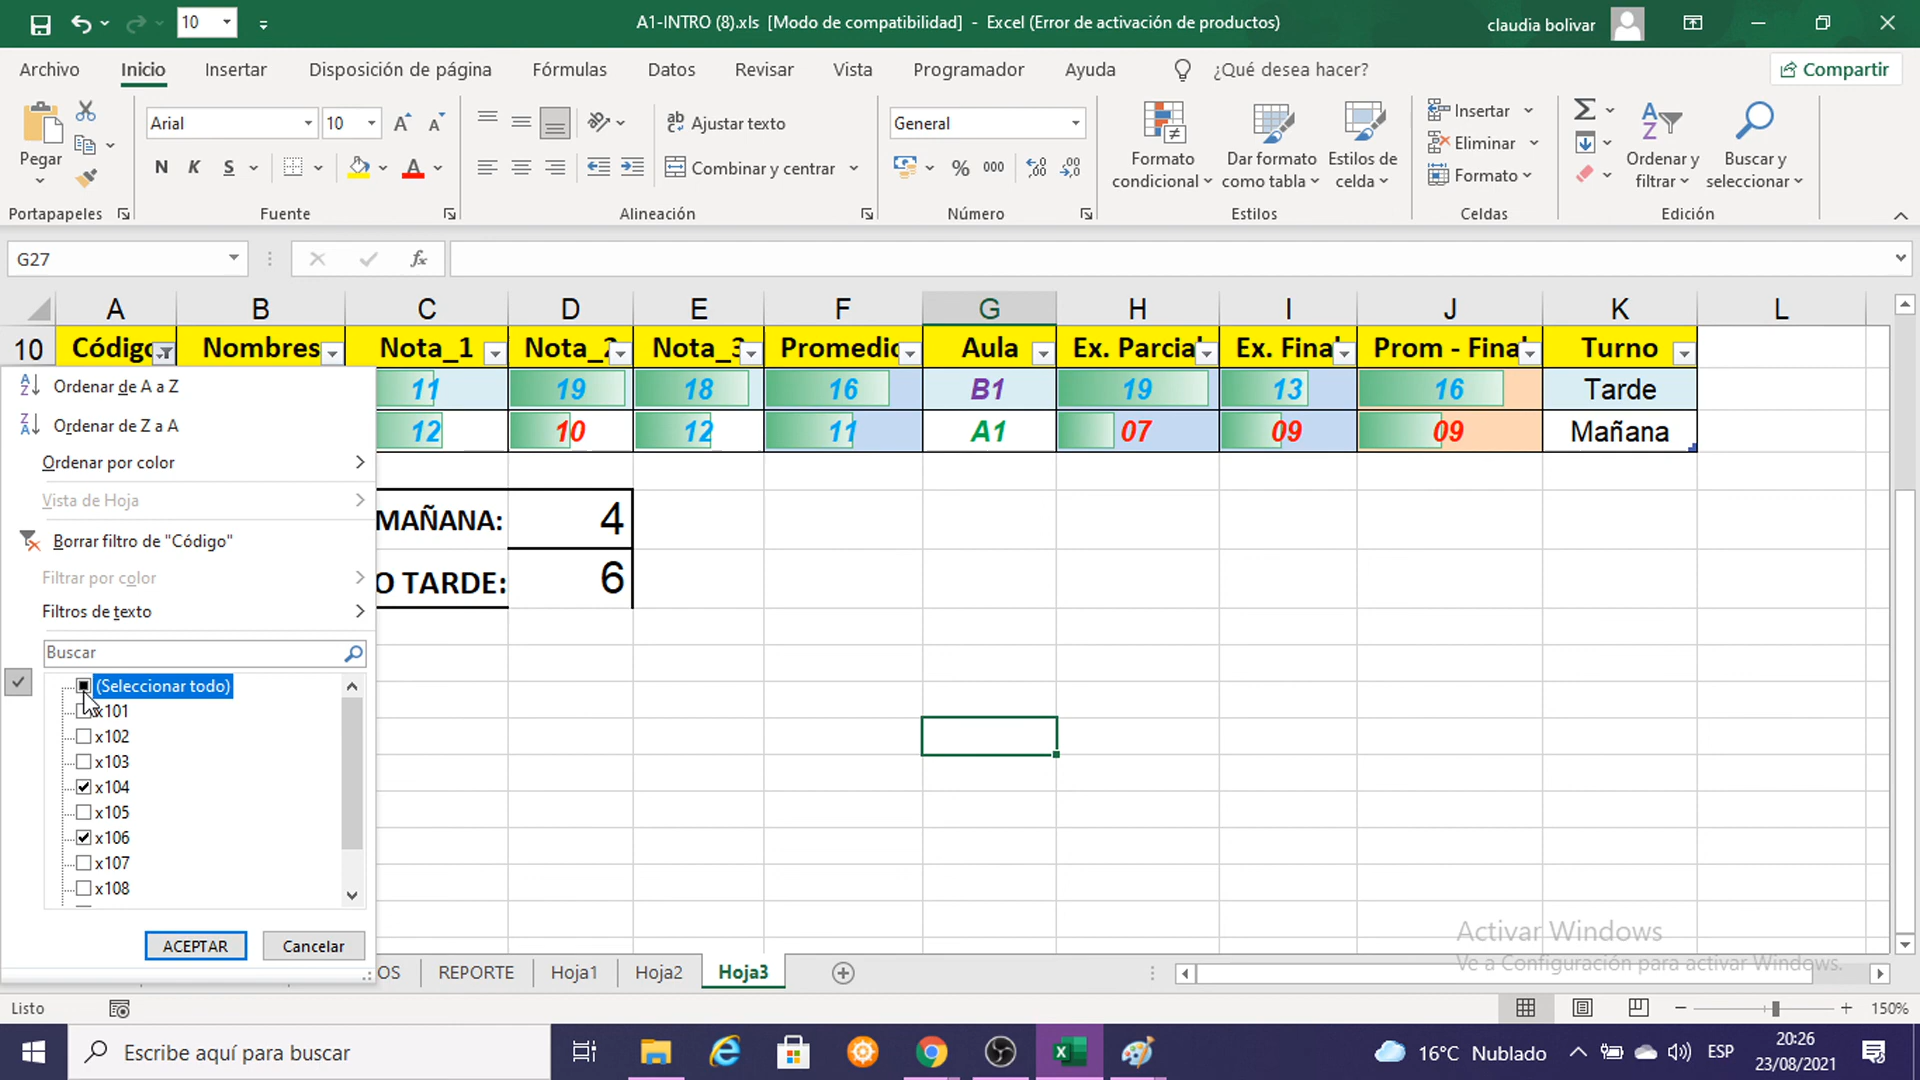 10
A1-INTRO (8).xls [Modo de compatibilidad] - Excel (Error de activación de productos)
claudia bolivar
Archivo Inicio Insertar Disposición de página Fórmulas Datos Revisar Vista Programador Ayuda ¿Qué desea hacer? Compartir
Pegar
Portapapeles
Arial 10
N K S
Fuente
Ajustar texto
Combinar y centrar
Alineación
General
% 000
Número
Formato condicional
Dar formato como tabla
Estilos de celda
Estilos
Insertar
Eliminar
Formato
Celdas
Ordenar y filtrar
Buscar y seleccionar
Edición
G27
fx
A B C D E F G H I J K L
10 Código Nombres Nota_1 Nota_2 Nota_3 Promedio Aula Ex. Parcial Ex. Final Prom - Final Turno
11 19 18 16 B1 19 13 16 Tarde
12 10 12 11 A1 07 09 09 Mañana
MAÑANA: 4
O TARDE: 6
Ordenar de A a Z
Ordenar de Z a A
Ordenar por color
Vista de Hoja
Borrar filtro de "Código"
Filtrar por color
Filtros de texto
Buscar
(Seleccionar todo)
x101
x102
x103
x104
x105
x106
x107
x108
ACEPTAR Cancelar
Activar Windows
Ve a Configuración para activar Windows.
OS REPORTE Hoja1 Hoja2 Hoja3
Listo
150%
Escribe aquí para buscar
16°C Nublado
ESP
20:26
23/08/2021